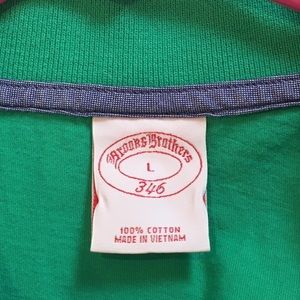 Brooks Brothers
L
346
100% COTTON
MADE IN VIETNAM